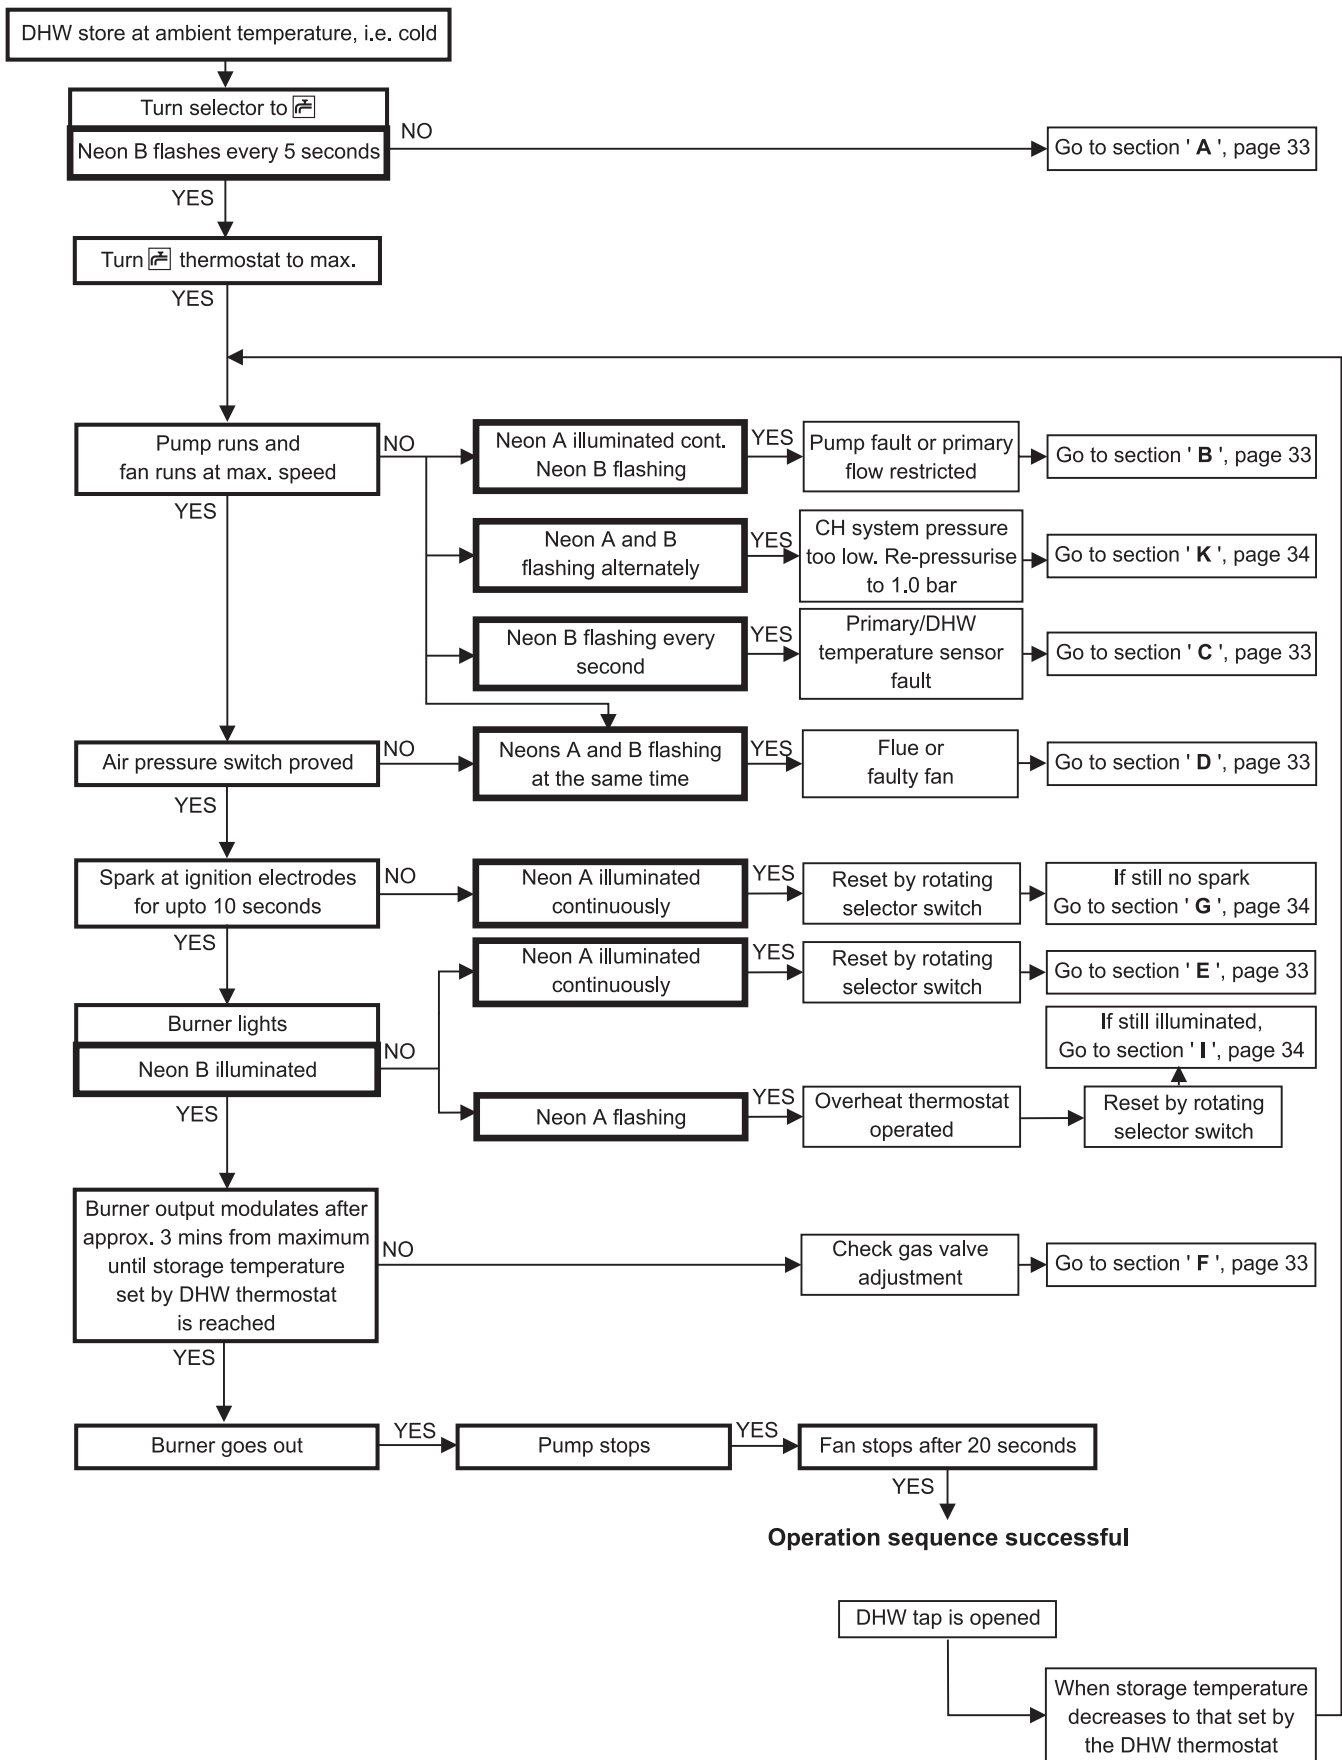 DHW store at ambient temperature, i.e. cold
Turn selector to
Neon B flashes every 5 seconds
NO
Go to section ' A ', page 33
YES
Turn thermostat to max.
YES
Pump runs and
fan runs at max. speed
NO
Neon A illuminated cont.
Neon B flashing
YES
Pump fault or primary
flow restricted
Go to section ' B ', page 33
YES
Neon A and B
flashing alternately
YES
CH system pressure
too low. Re-pressurise
to 1.0 bar
Go to section ' K ', page 34
Neon B flashing every
second
YES
Primary/DHW
temperature sensor
fault
Go to section ' C ', page 33
Air pressure switch proved
NO
Neons A and B flashing
at the same time
YES
Flue or
faulty fan
Go to section ' D ', page 33
YES
Spark at ignition electrodes
for upto 10 seconds
NO
Neon A illuminated
continuously
YES
Reset by rotating
selector switch
If still no spark
Go to section ' G ', page 34
YES
Neon A illuminated
continuously
YES
Reset by rotating
selector switch
Go to section ' E ', page 33
Burner lights
Neon B illuminated
NO
If still illuminated,
Go to section ' I ', page 34
YES
Neon A flashing
YES
Overheat thermostat
operated
Reset by rotating
selector switch
Burner output modulates after
approx. 3 mins from maximum
until storage temperature
set by DHW thermostat
is reached
NO
Check gas valve
adjustment
Go to section ' F ', page 33
YES
Burner goes out
YES
Pump stops
YES
Fan stops after 20 seconds
YES
Operation sequence successful
DHW tap is opened
When storage temperature
decreases to that set by
the DHW thermostat